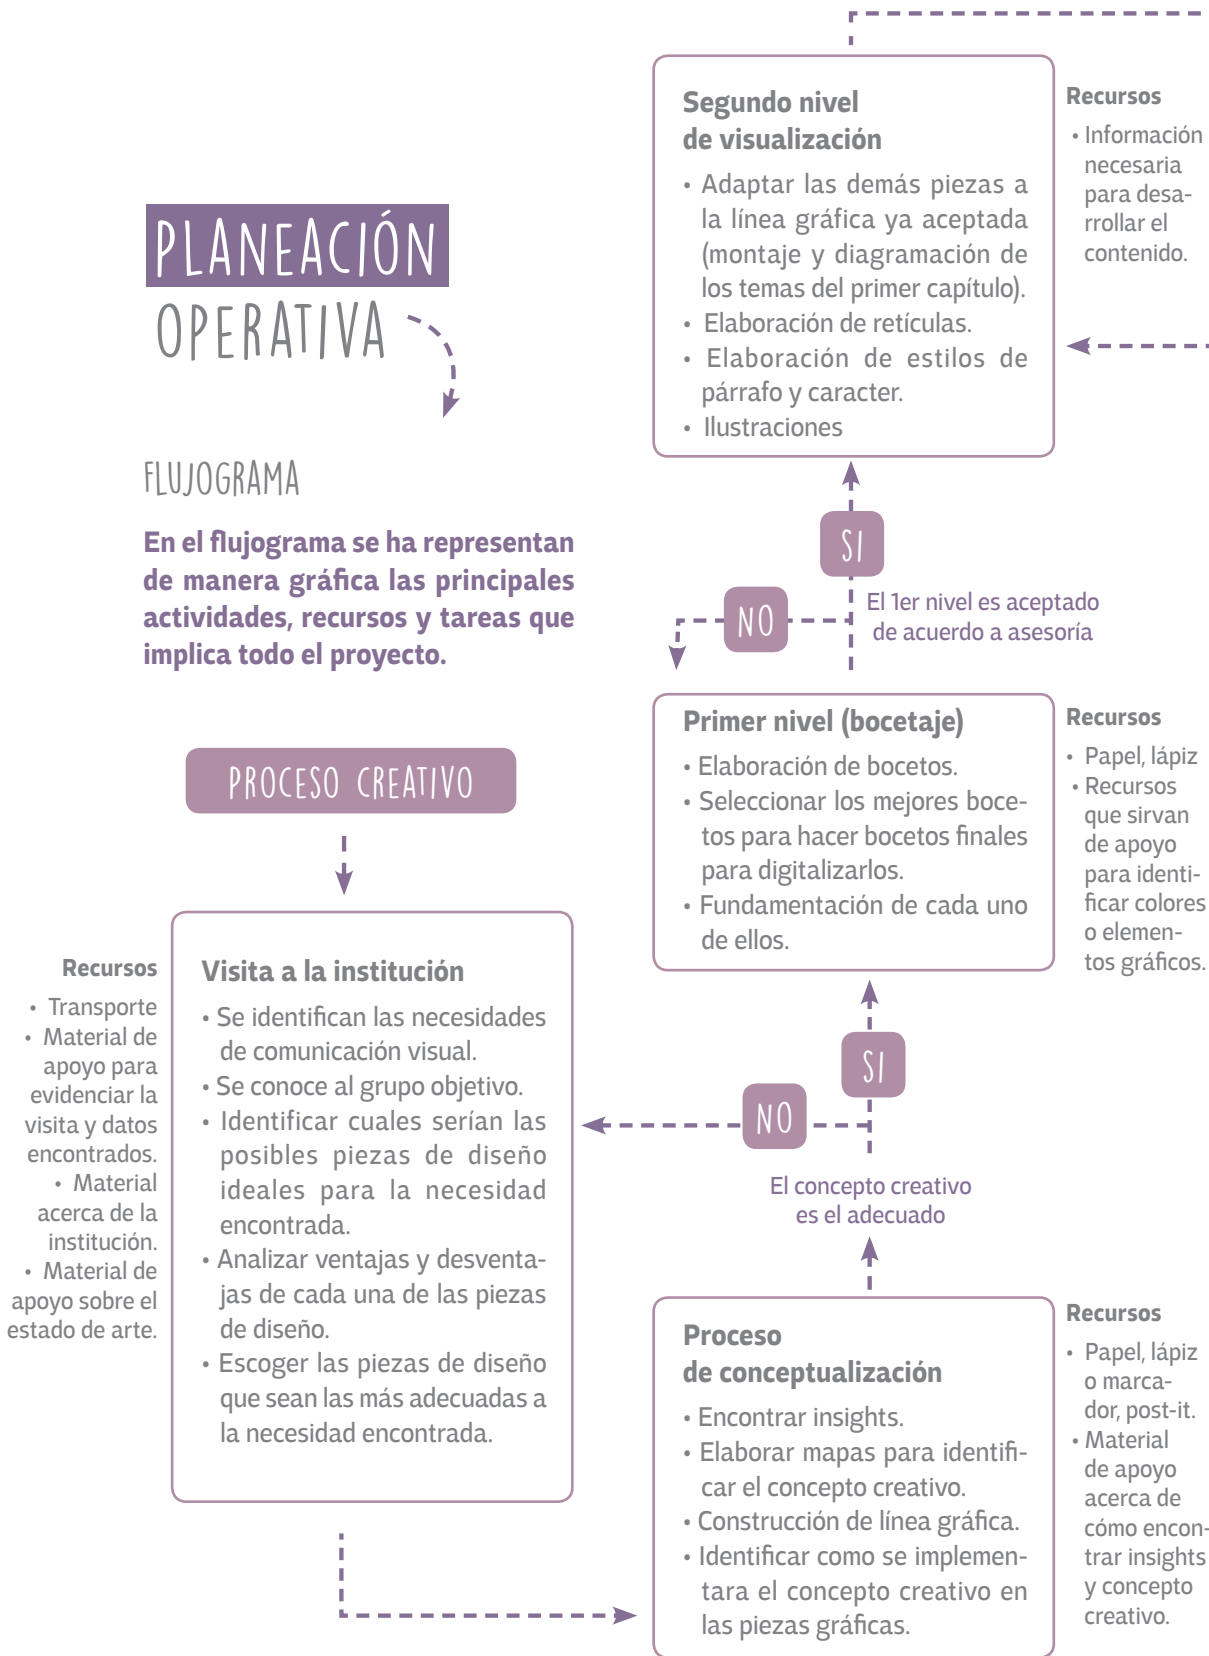 PLANEACIÓN
OPERATIVA
FLUJOGRAMA
En el flujograma se ha representan
de manera gráfica las principales
actividades, recursos y tareas que
implica todo el proyecto.
PROCESO CREATIVO
Recursos
• Transporte
• Material de
apoyo para
evidenciar la
visita y datos
encontrados.
• Material
acerca de la
institución.
• Material de
apoyo sobre el
estado de arte.
Visita a la institución
• Se identifican las necesidades
de comunicación visual.
• Se conoce al grupo objetivo.
• Identificar cuales serían las
posibles piezas de diseño
ideales para la necesidad
encontrada.
• Analizar ventajas y desventa-
jas de cada una de las piezas
de diseño.
• Escoger las piezas de diseño
que sean las más adecuadas a
la necesidad encontrada.
Segundo nivel
de visualización
• Adaptar las demás piezas a
la línea gráfica ya aceptada
(montaje y diagramación de
los temas del primer capítulo).
• Elaboración de retículas.
• Elaboración de estilos de
párrafo y caracter.
• Ilustraciones
Recursos
• Información
necesaria
para desa-
rrollar el
contenido.
SI
NO
El 1er nivel es aceptado
de acuerdo a asesoría
Primer nivel (bocetaje)
• Elaboración de bocetos.
• Seleccionar los mejores boce-
tos para hacer bocetos finales
para digitalizarlos.
• Fundamentación de cada uno
de ellos.
Recursos
• Papel, lápiz
• Recursos
que sirvan
de apoyo
para identi-
ficar colores
o elemen-
tos gráficos.
SI
NO
El concepto creativo
es el adecuado
Proceso
de conceptualización
• Encontrar insights.
• Elaborar mapas para identifi-
car el concepto creativo.
• Construcción de línea gráfica.
• Identificar como se implemen-
tara el concepto creativo en
las piezas gráficas.
Recursos
• Papel, lápiz
o marca-
dor, post-it.
• Material
de apoyo
acerca de
cómo encon-
trar insights
y concepto
creativo.